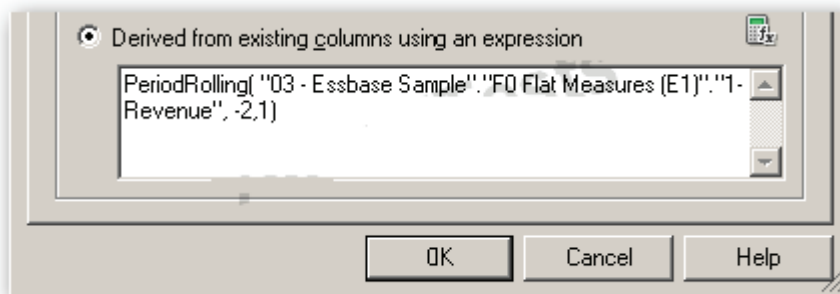 Derived from existing columns using an expression
PeriodRolling( "03 - Essbase Sample"."F0 Flat Measures (E1)"."1-
Revenue", -2,1)
OK
Cancel
Help